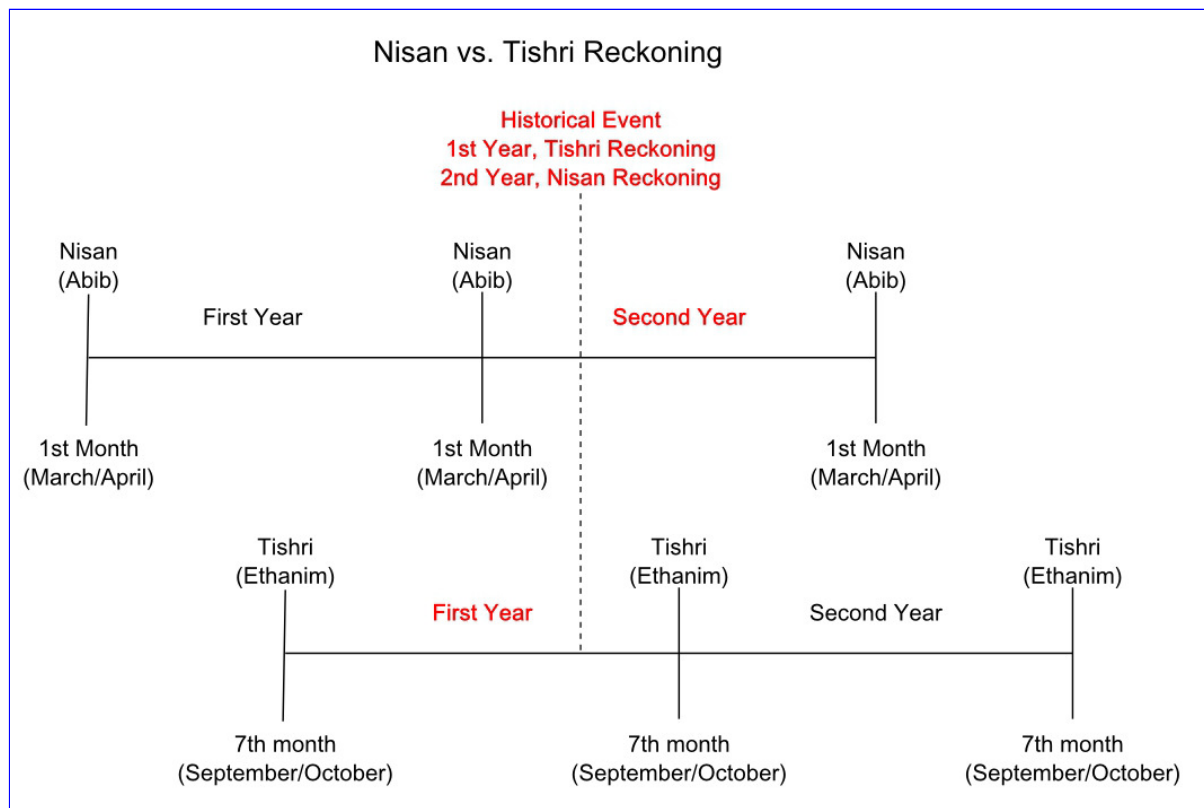 Nisan vs. Tishri Reckoning
Historical Event
1st Year, Tishri Reckoning
2nd Year, Nisan Reckoning
Nisan
(Abib)
Nisan
(Abib)
Nisan
(Abib)
First Year
Second Year
1st Month
(March/April)
1st Month
(March/April)
1st Month
(March/April)
Tishri
(Ethanim)
Tishri
(Ethanim)
Tishri
(Ethanim)
First Year
Second Year
7th month
(September/October)
7th month
(September/October)
7th month
(September/October)